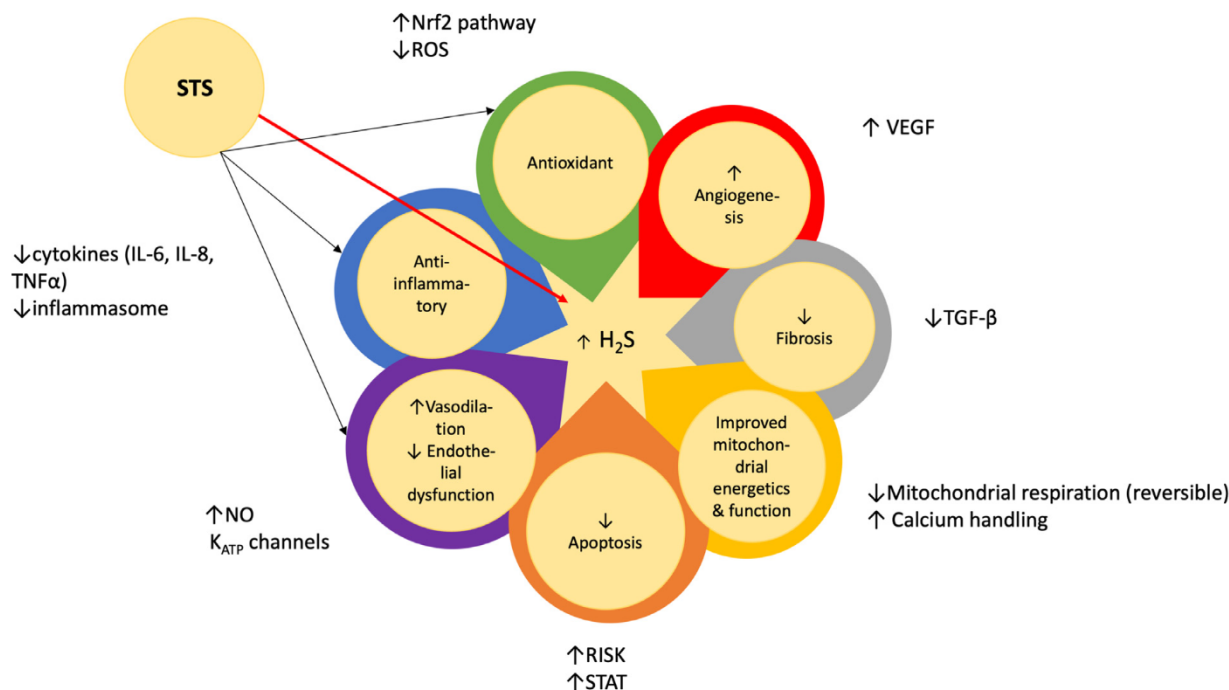 ↑Nrf2 pathway
↓ROS
STS
Antioxidant
↑ VEGF
↑
Angiogene-
sis
↓cytokines (IL-6, IL-8,
TNFα)
↓inflammasome
Anti-
inflamma-
tory
↑ H₂S
↓
Fibrosis
↓TGF-β
↑Vasodila-
tion
↓ Endothe-
lial
dysfunction
Improved
mitochon-
drial
energetics
& function
↓
Apoptosis
↑NO
K_ATP channels
↓Mitochondrial respiration (reversible)
↑ Calcium handling
↑RISK
↑STAT